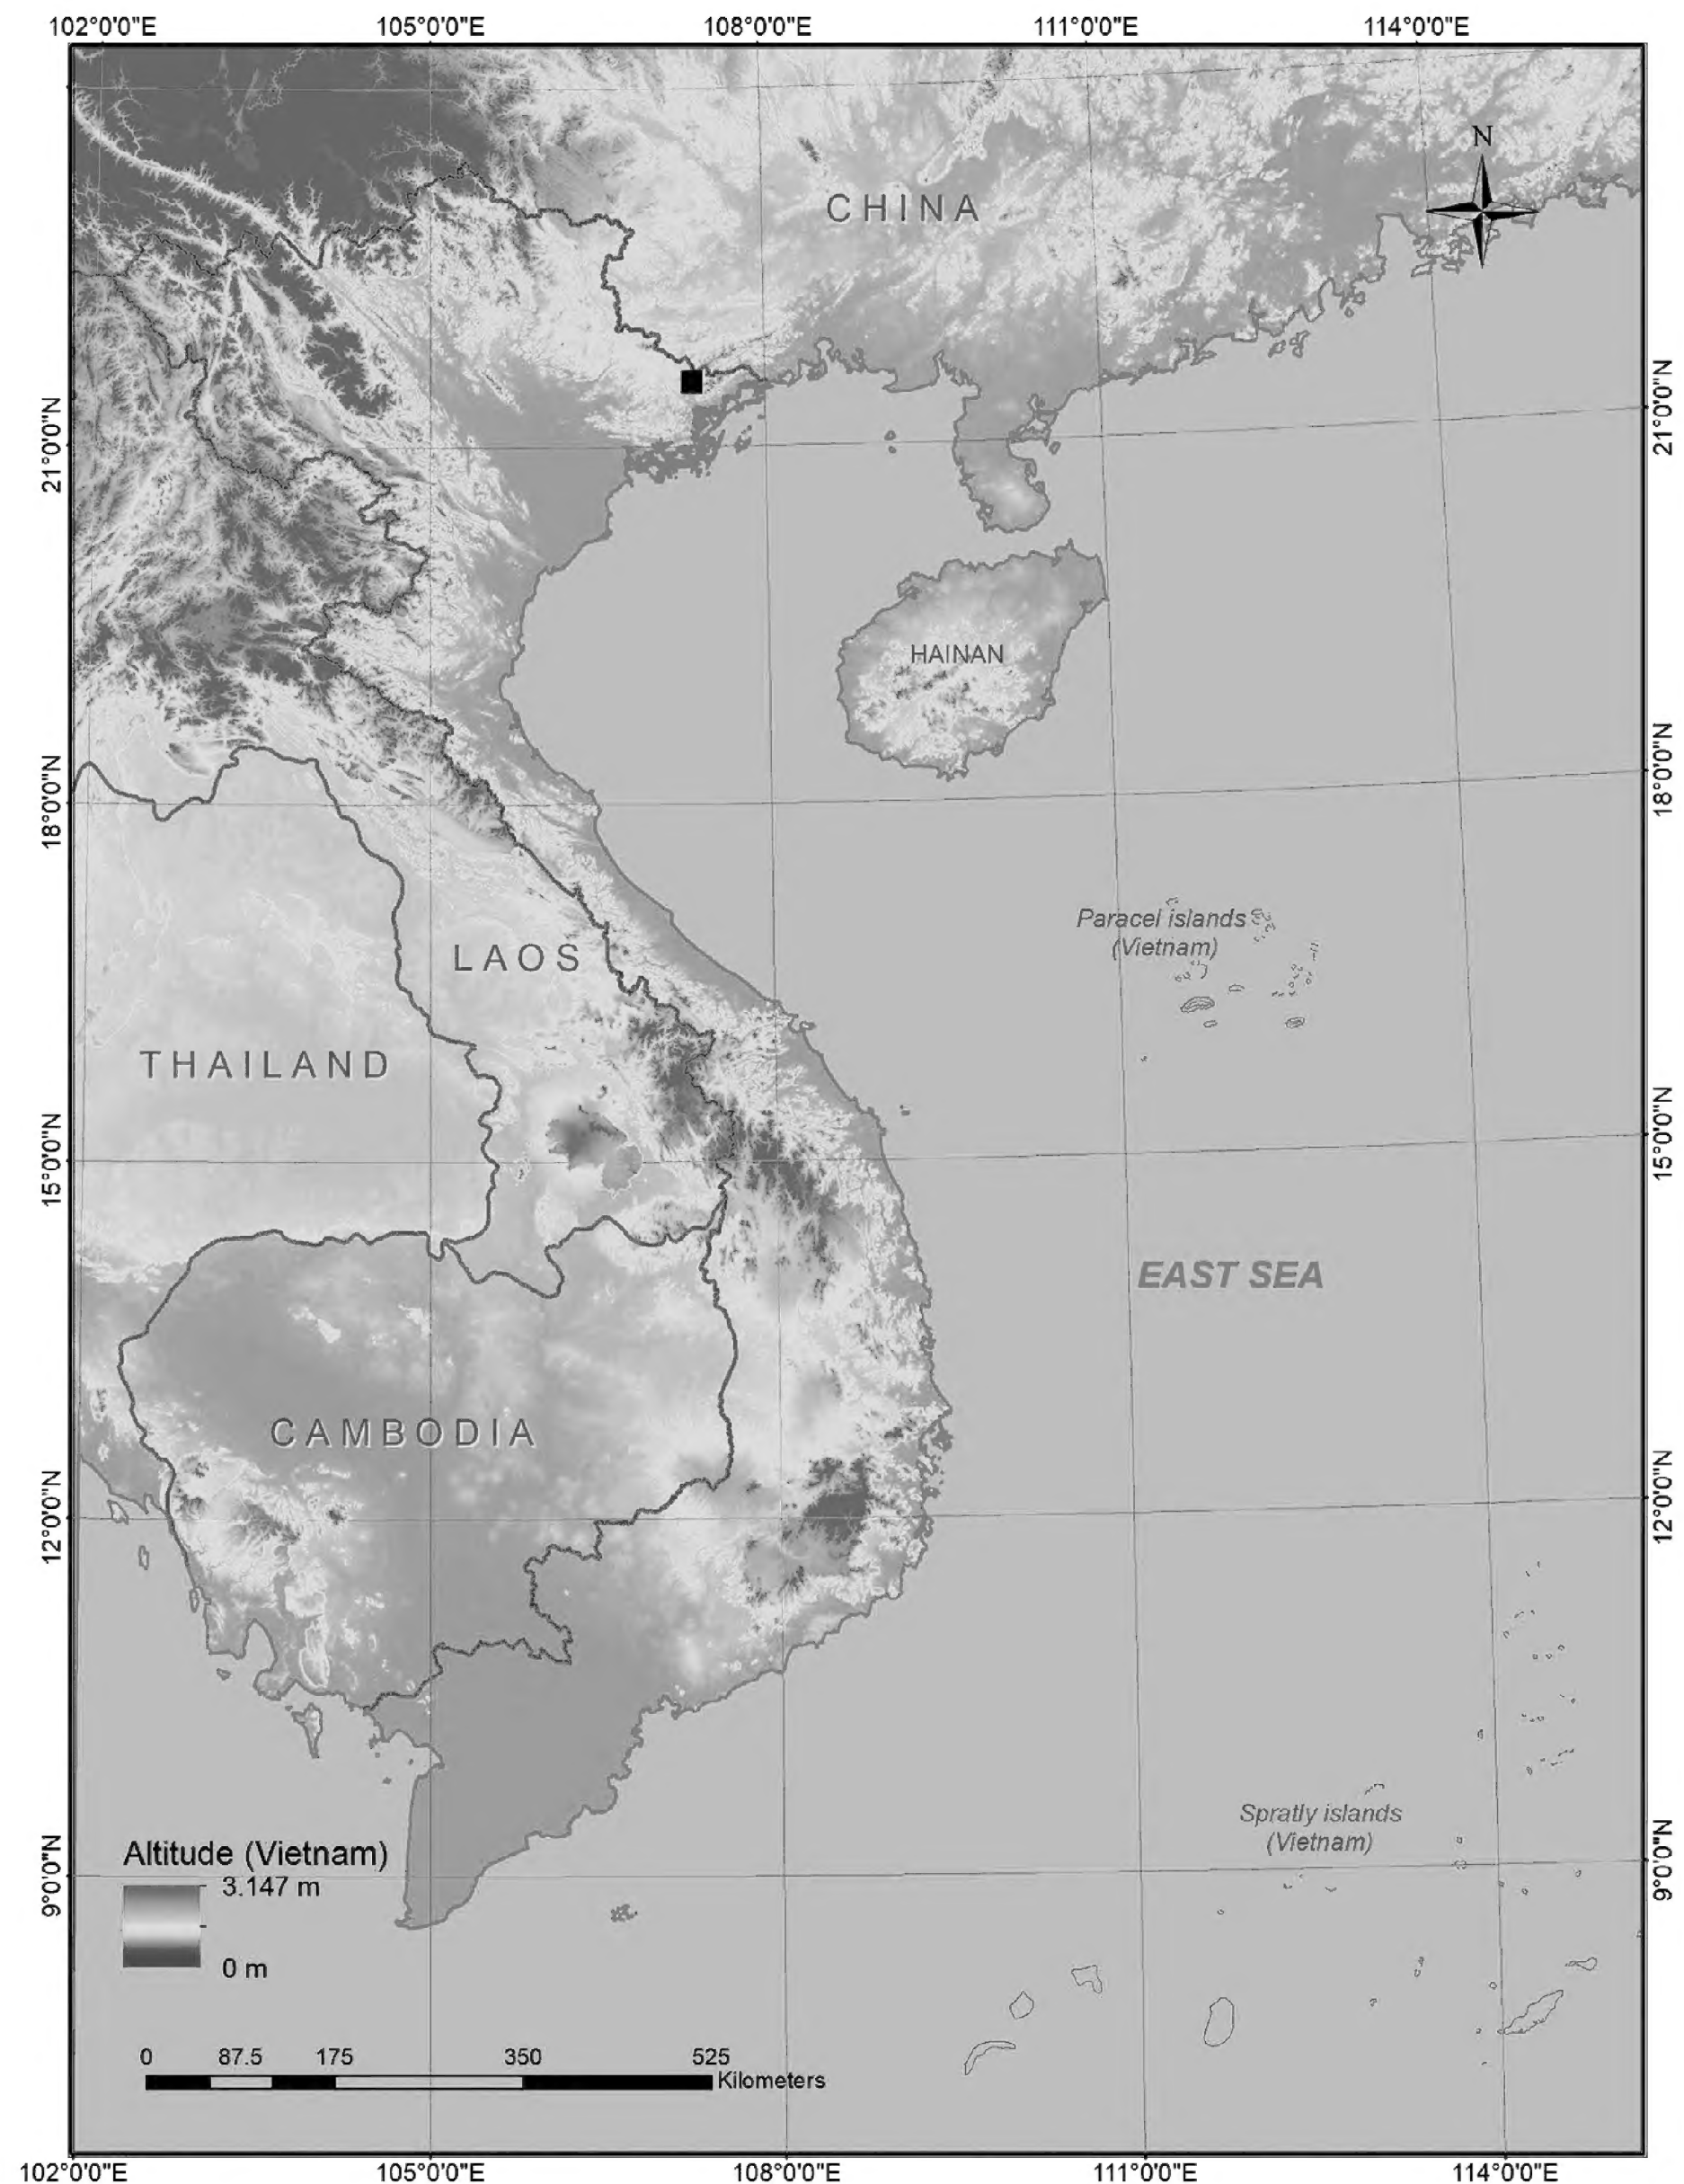 102°0'0"E 105°0'0"E 108°0'0"E 111°0'0"E 114°0'0"E
N
CHINA
21°0'0"N 21°0'0"N
HAINAN
18°0'0"N 18°0'0"N
Paracel islands
(Vietnam)
LAOS
THAILAND
15°0'0"N 15°0'0"N
EAST SEA
CAMBODIA
12°0'0"N 12°0'0"N
Spratly islands
(Vietnam)
9°0'0"N 9°0'0"N
Altitude (Vietnam)
3.147 m
0 m
0 87.5 175 350 525
Kilometers
102°0'0"E 105°0'0"E 108°0'0"E 111°0'0"E 114°0'0"E